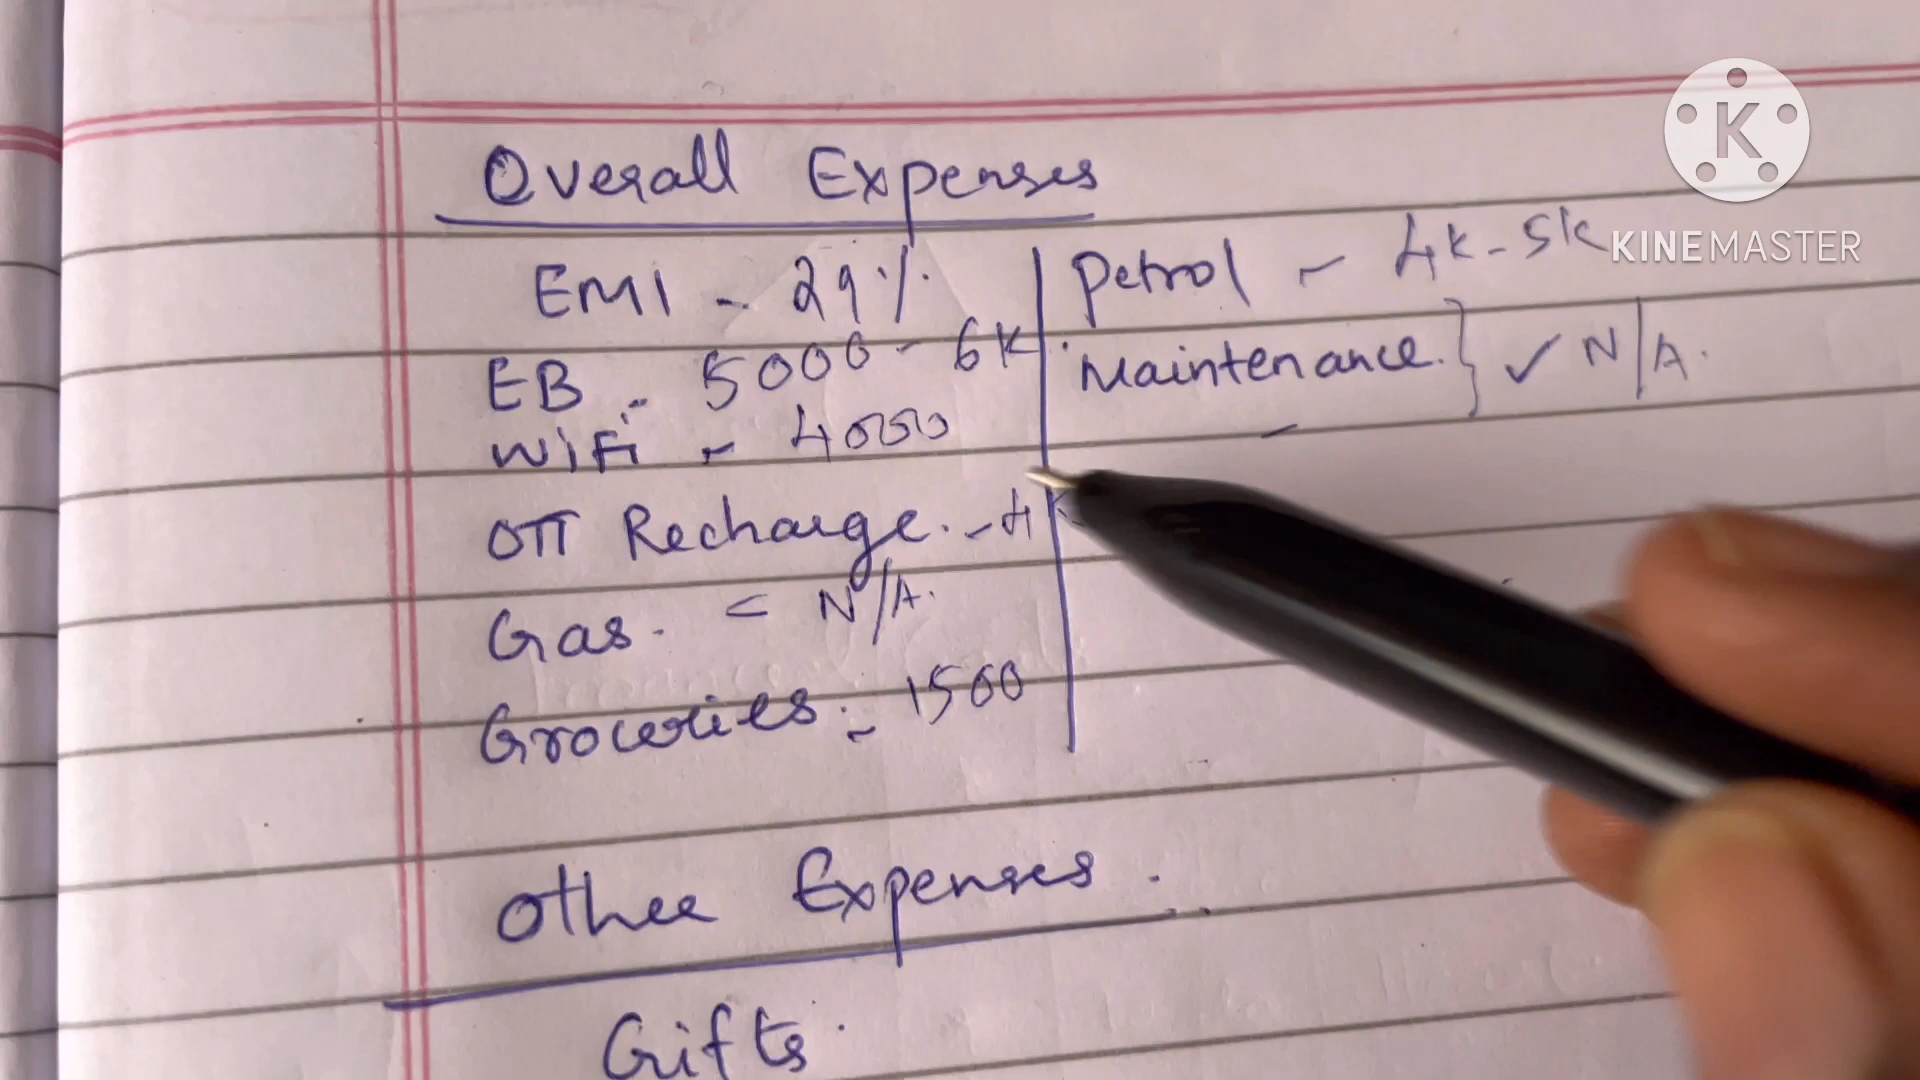 Overall Expenses
EMI - 29%
EB - 5000 - 6K
WiFi - 4000
OTT Recharge. - 4K
Gas. = N/A.
Groceries - 1500
Petrol - 4K - 5K
Maintenance. } ✓ N/A.
Other Expenses.
Gifts.
K
KINEMASTER